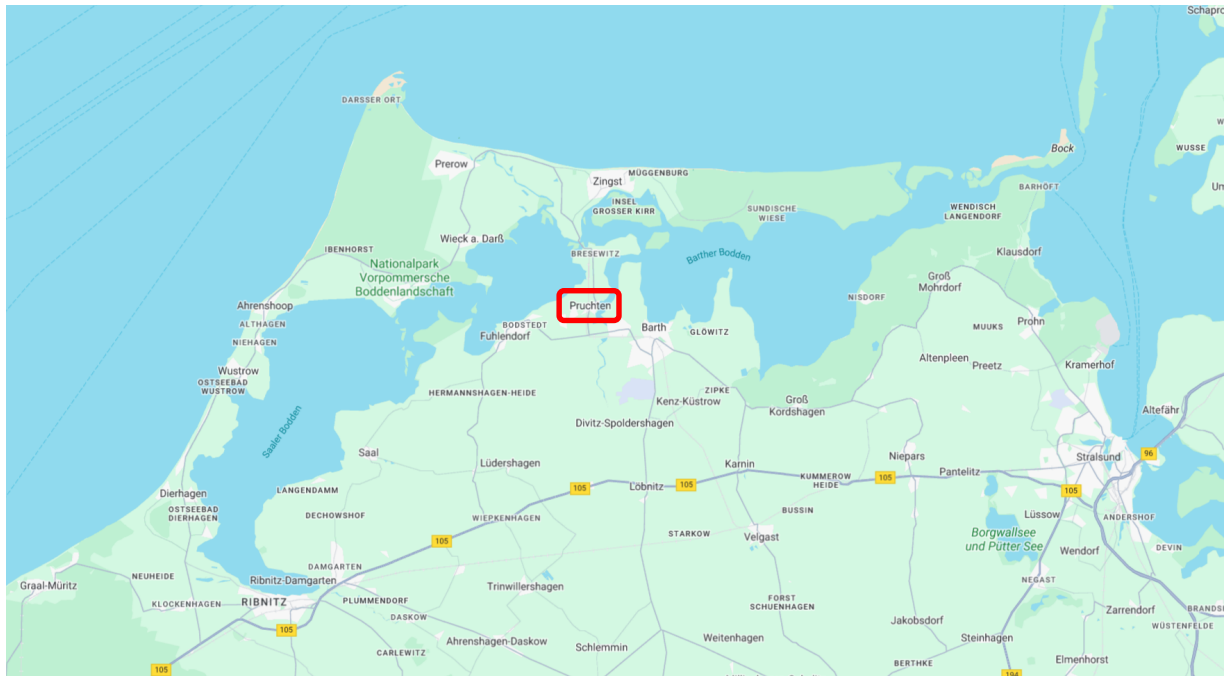 Schapro
DARSSER ORT
Bock
WUSSE
Prerow
MÜGGENBURG
Zingst
BARHÖFT
Um
INSEL
GROSSER KIRR
SUNDISCHE
WIESE
WENDISCH
LANGENDORF
Wieck a. Darß
IBENHORST
BRESEWITZ
Barther Bodden
Klausdorf
Nationalpark
Vorpommersche
Boddenlandschaft
Groß
Mohrdorf
NISDORF
Ahrenshoop
Pruchten
ALTHAGEN
BODSTEDT
Barth
GLÖWITZ
MUUKS
Prohn
NIEHAGEN
Fuhlendorf
Altenpleen
Preetz
Kramerhof
Wustrow
OSTSEEBAD
WUSTROW
HERMANNSHAGEN-HEIDE
ZIPKE
Kenz-Küstrow
Groß
Kordshagen
Altefähr
Saaler Bodden
Divitz-Spoldershagen
Saal
Lüdershagen
Karnin
Niepars
Stralsund
96
KUMMEROW
HEIDE
105
Pantelitz
Dierhagen
LANGENDAMM
105
Löbnitz
105
105
OSTSEEBAD
DIERHAGEN
DECHOWSHOF
WIEPKENHAGEN
BUSSIN
Lüssow
ANDERSHOF
STARKOW
Velgast
Borgwallsee
und Pütter See
105
Wendorf
DEVIN
DAMGARTEN
Graal-Müritz
NEUHEIDE
Ribnitz-Damgarten
Trinwillershagen
NEGAST
KLOCKENHAGEN
RIBNITZ
PLUMMENDORF
FORST
SCHUENHAGEN
Zarrendorf
BRANDS
DASKOW
Jakobsdorf
WÜSTENFELDE
105
Ahrenshagen-Daskow
Schlemmin
Weitenhagen
Steinhagen
CARLEWITZ
BERTHKE
Elmenhorst
105
194